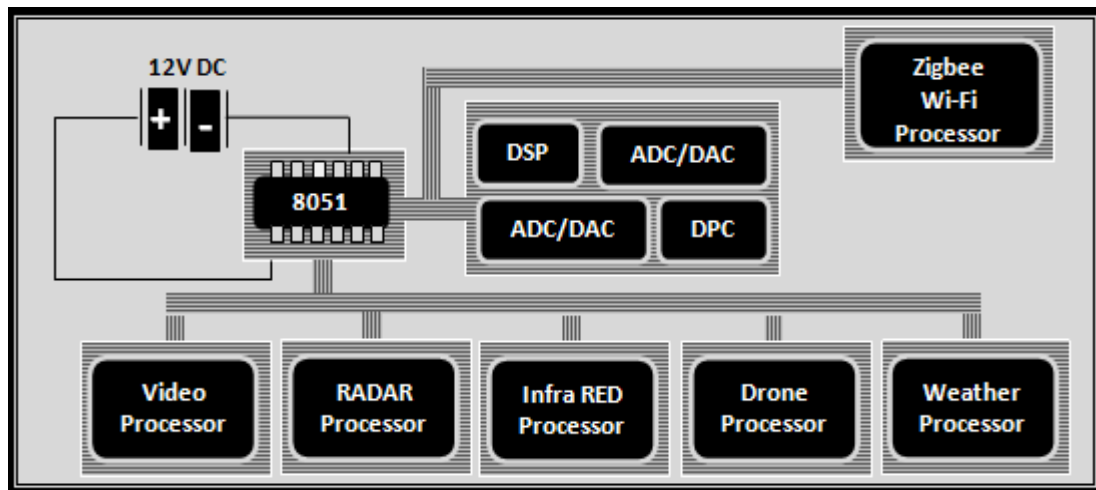 12V DC
+ -
8051
DSP
ADC/DAC
ADC/DAC
DPC
Zigbee
Wi-Fi
Processor
Video
Processor
RADAR
Processor
Infra RED
Processor
Drone
Processor
Weather
Processor